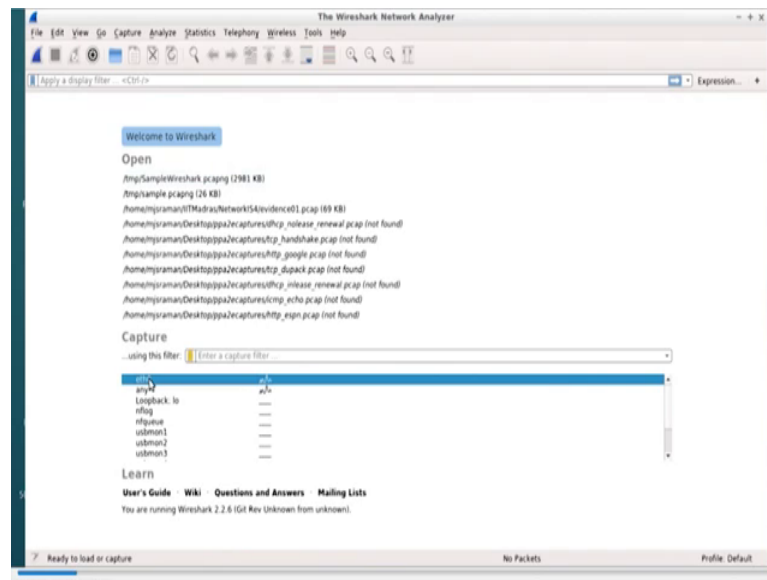 The Wireshark Network Analyzer
File Edit View Go Capture Analyze Statistics Telephony Wireless Tools Help
Apply a display filter ... <Ctrl-/> Expression... +
Welcome to Wireshark
Open
/tmp/SampleWireshark.pcapng (2981 KB)
/tmp/sample.pcapng (26 KB)
/home/mjsraman/IITMadras/NetworkIS4/evidence01.pcap (69 KB)
/home/mjsraman/Desktop/ppa2ecaptures/dhcp_nolease_renewal.pcap (not found)
/home/mjsraman/Desktop/ppa2ecaptures/tcp_handshake.pcap (not found)
/home/mjsraman/Desktop/ppa2ecaptures/http_google.pcap (not found)
/home/mjsraman/Desktop/ppa2ecaptures/tcp_dupack.pcap (not found)
/home/mjsraman/Desktop/ppa2ecaptures/dhcp_inlease_renewal.pcap (not found)
/home/mjsraman/Desktop/ppa2ecaptures/icmp_echo.pcap (not found)
/home/mjsraman/Desktop/ppa2ecaptures/http_espn.pcap (not found)
Capture
...using this filter: Enter a capture filter ...
any
Loopback: lo
nflog
nfqueue
usbmon1
usbmon2
usbmon3
Learn
User's Guide · Wiki · Questions and Answers · Mailing Lists
You are running Wireshark 2.2.6 (Git Rev Unknown from unknown).
Ready to load or capture No Packets Profile: Default